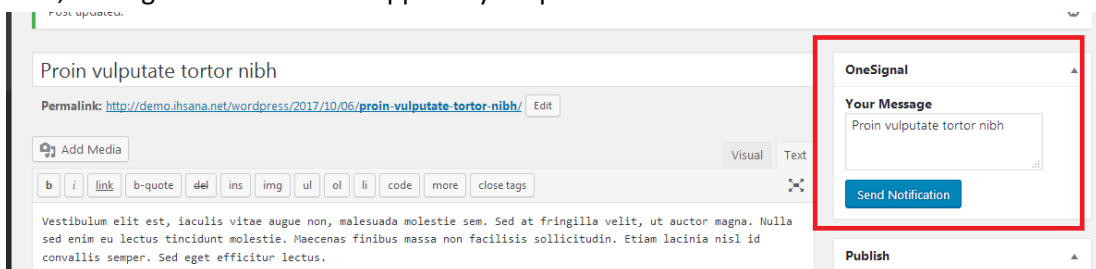 Post updated.
Proin vulputate tortor nibh
Permalink: http://demo.ihsana.net/wordpress/2017/10/06/proin-vulputate-tortor-nibh/ Edit
Add Media
Visual Text
b i link b-quote del ins img ul ol li code more close tags
Vestibulum elit est, iaculis vitae augue non, malesuada molestie sem. Sed at fringilla velit, ut auctor magna. Nulla
sed enim eu lectus tincidunt molestie. Maecenas finibus massa non facilisis sollicitudin. Etiam lacinia nisl id
convallis semper. Sed eget efficitur lectus.
OneSignal
Your Message
Proin vulputate tortor nibh
Send Notification
Publish